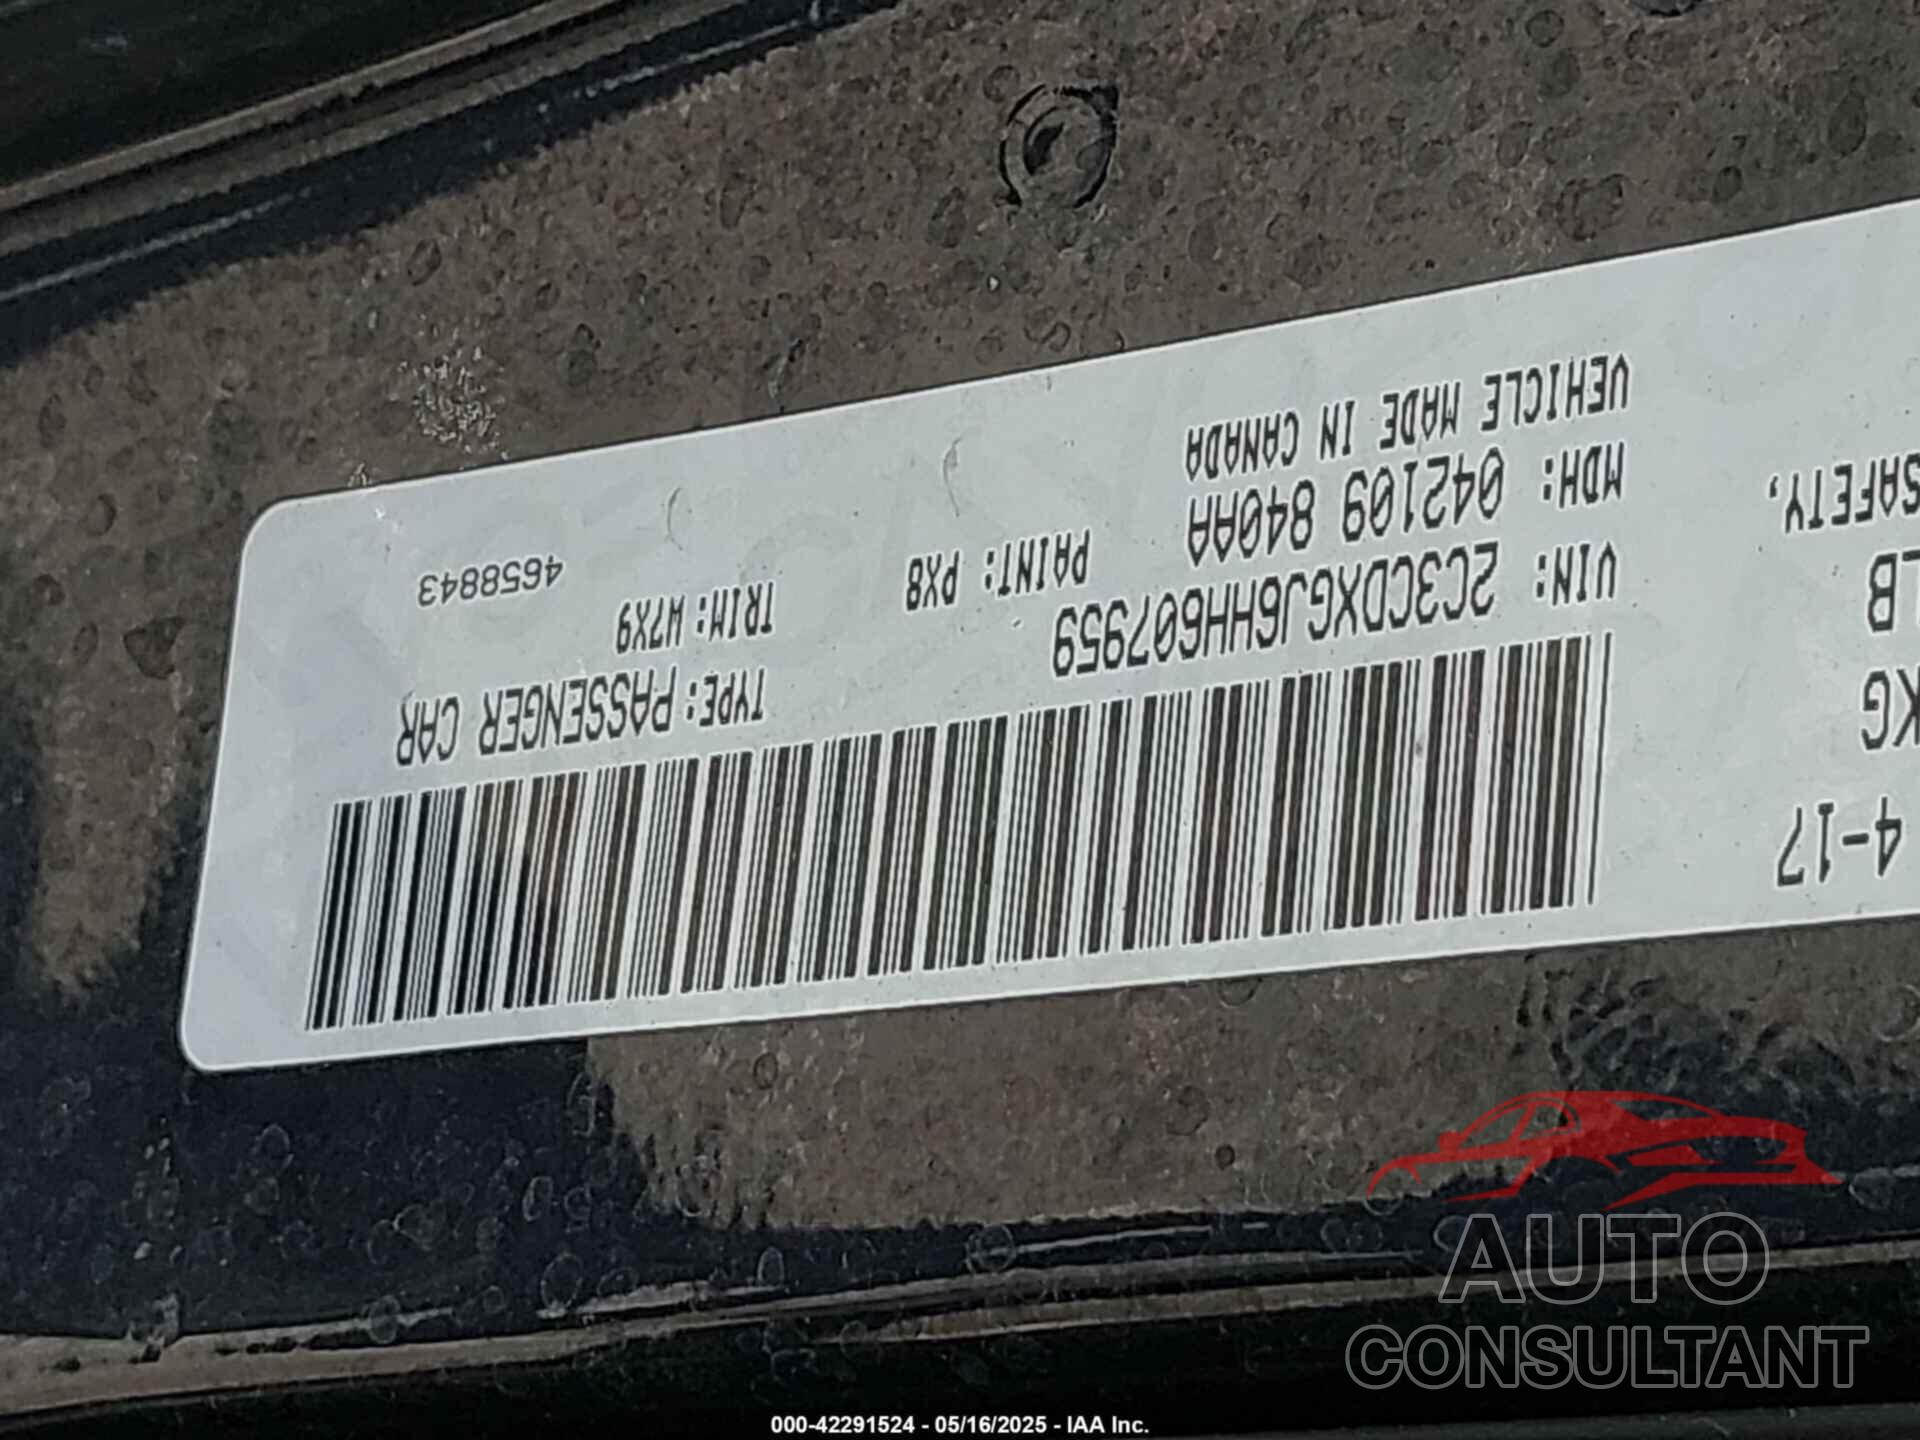 4-17
KG
LB
SAFETY,
VIN: 2C3CDXGJ6HH607959
TYPE: PASSENGER CAR
MDH: 042109 840AA
PAINT: PX8
TRIM: W7X9
VEHICLE MADE IN CANADA
4658843
AUTO
CONSULTANT
000-42291524 - 05/16/2025 - IAA Inc.